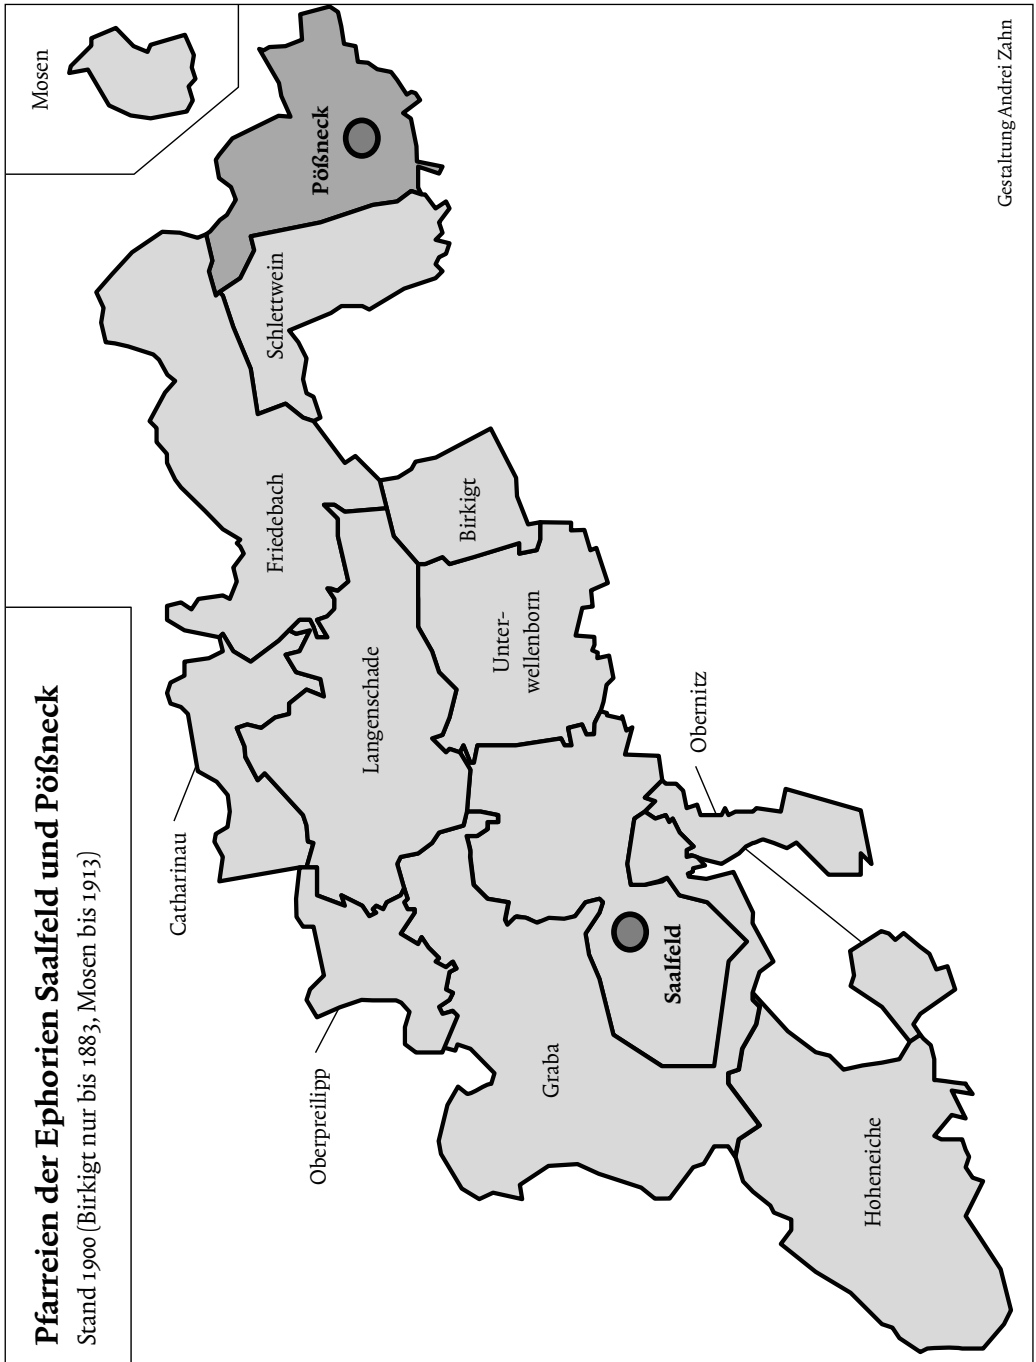 Pfarreien der Ephorien Saalfeld und Pößneck
Stand 1900 (Birkigt nur bis 1883, Mosen bis 1913)
Mosen
Catharinau
Friedebach
Schlettwein
Pößneck
Oberpreilipp
Langenschade
Birkigt
Unter-
wellenborn
Graba
Saalfeld
Obernitz
Hoheneiche
Gestaltung Andrei Zahn